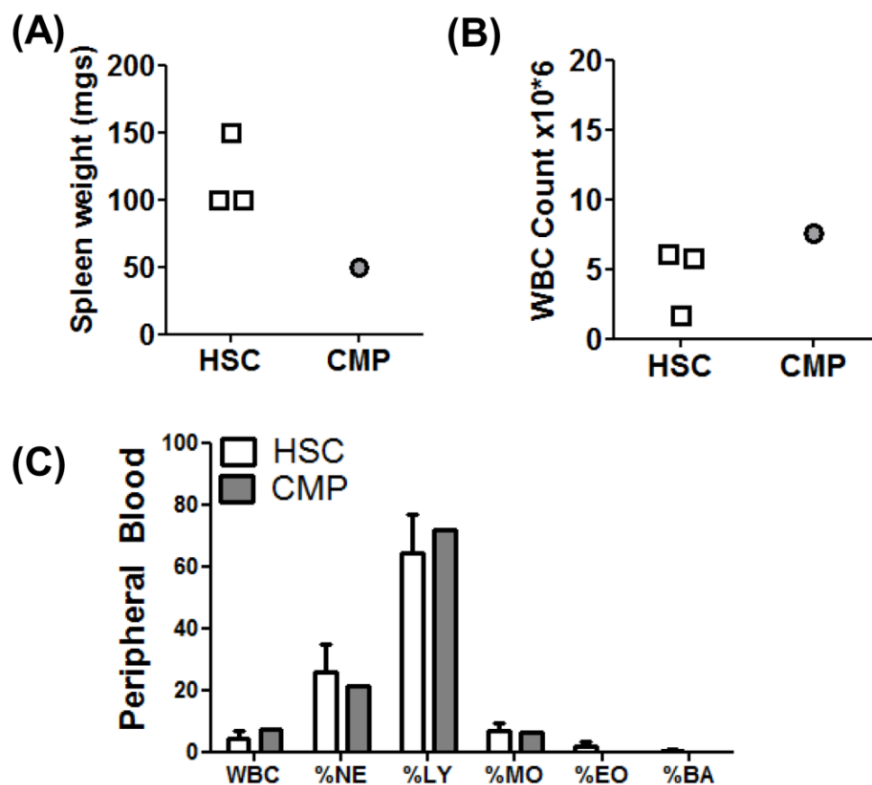 (A)
Spleen weight (mgs)
200
150
100
50
0
HSC CMP
(B)
WBC Count x10*6
20
15
10
5
0
HSC CMP
(C)
Peripheral Blood
100
80
60
40
20
0
HSC
CMP
WBC %NE %LY %MO %EO %BA